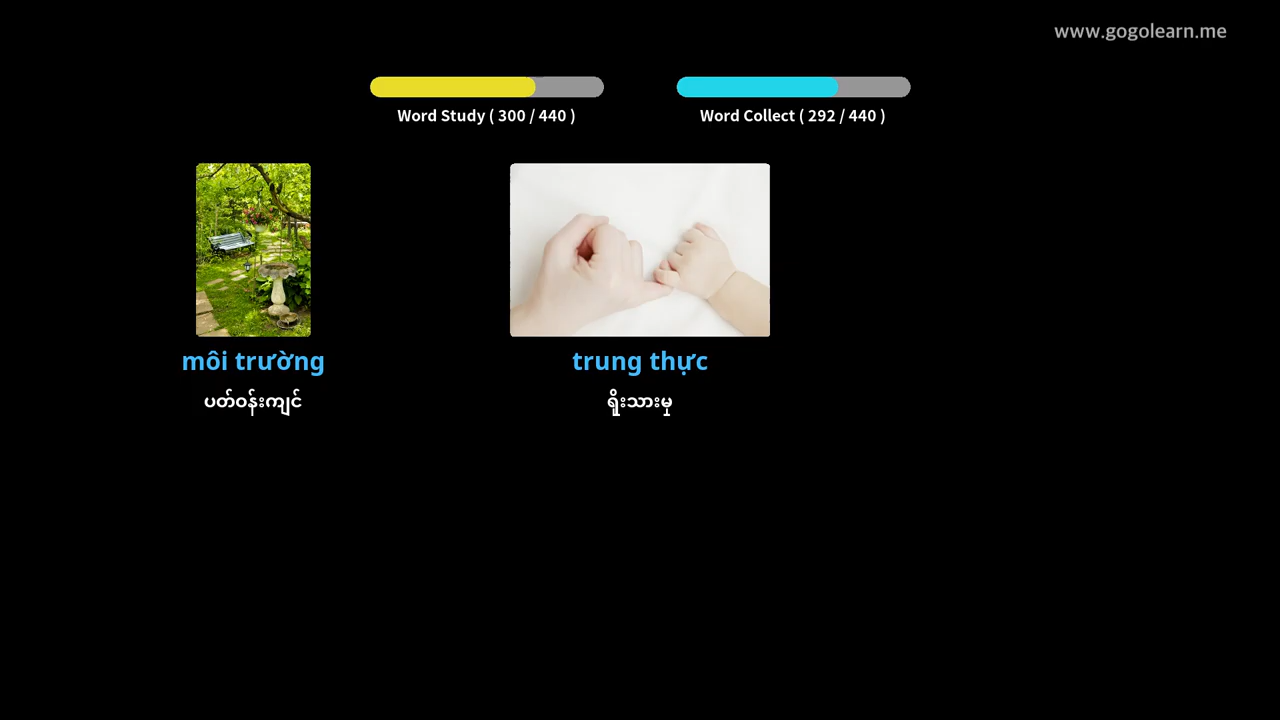 www.gogolearn.me
Word Study ( 300 / 440 )
Word Collect ( 292 / 440 )
môi trường
trung thực
ပတ်ဝန်းကျင်
ရိုးသားမှု